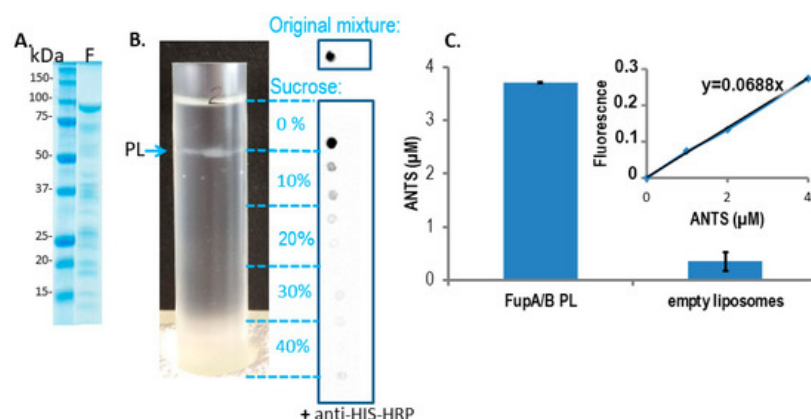 A.
kDa F
150-
100-
75-
50-
37-
25-
20-
15-
B.
2
PL
Original mixture:
Sucrose:
0 %
10%
20%
30%
40%
+ anti-HIS-HRP
C.
ANTS (µM)
4
3
2
1
0
FupA/B PL
empty liposomes
Fluorescnce
0.3
0.2
0.1
0
y=0.0688x
0 2 4
ANTS (µM)